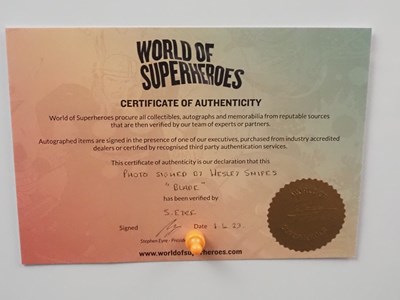 WORLD OF
SUPERHEROES
CERTIFICATE OF AUTHENTICITY
World of Superheroes procure all collectibles, autographs and memorabilia from reputable sources
that are then verified by our team of experts or partners.
Autographed items are signed in the presence of one of our executives, purchased from industry accredited
dealers or certified by recognised third party authentication services.
This certificate of authenticity is our declaration that this
PHOTO SIGNED BY WESLEY SNIPES
"BLADE"
has been verified by
S. EYRE
Signed Date
Stephen Eyre -
www.worldofsuperheroes.com